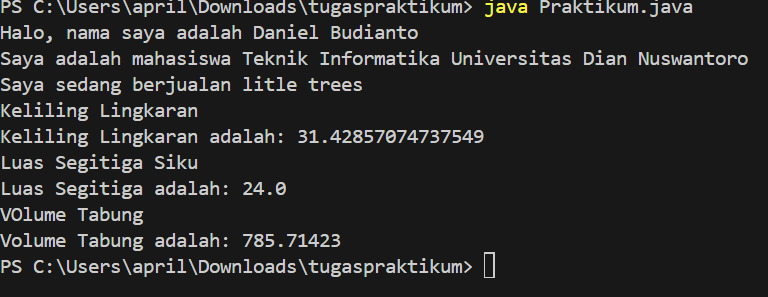 PS C:\Users\april\Downloads\tugaspraktikum> java Praktikum.java
Halo, nama saya adalah Daniel Budianto
Saya adalah mahasiswa Teknik Informatika Universitas Dian Nuswantoro
Saya sedang berjualan litle trees
Keliling Lingkaran
Keliling Lingkaran adalah: 31.42857074737549
Luas Segitiga Siku
Luas Segitiga adalah: 24.0
VOlume Tabung
Volume Tabung adalah: 785.71423
PS C:\Users\april\Downloads\tugaspraktikum>